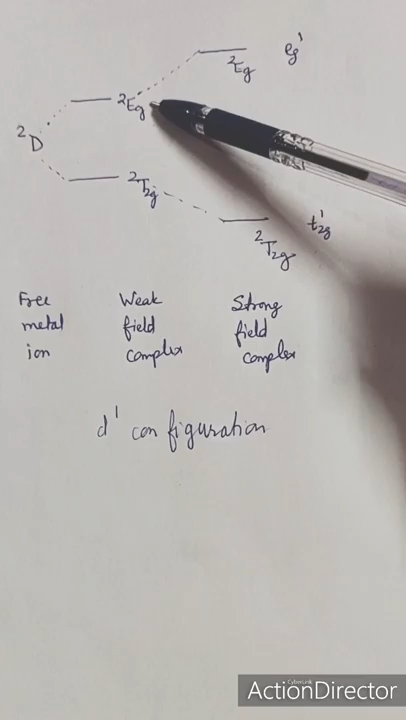 eg¹
²Eg
²Eg
²D
²T₂g
t₂g¹
²T₂g
Free metal ion
Weak field complex
Strong field complex
d¹ configuration
CyberLink
ActionDirector